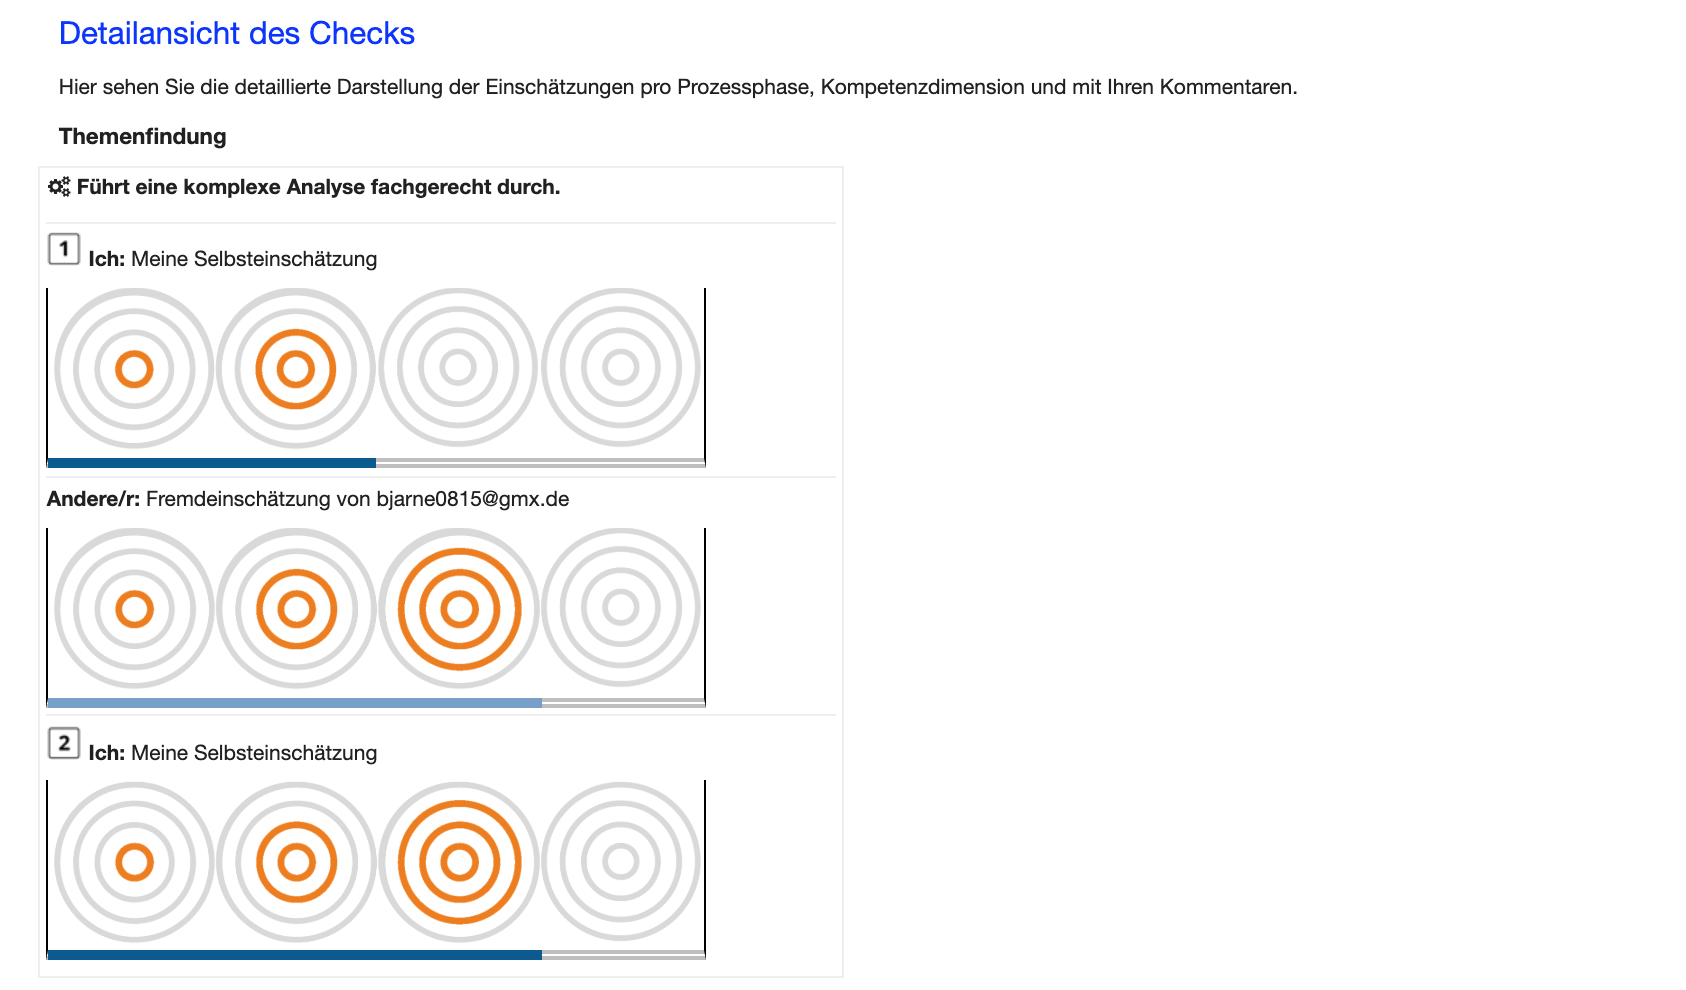 Detailansicht des Checks
Hier sehen Sie die detaillierte Darstellung der Einschätzungen pro Prozessphase, Kompetenzdimension und mit Ihren Kommentaren.
Themenfindung
Führt eine komplexe Analyse fachgerecht durch.
1 Ich: Meine Selbsteinschätzung
Andere/r: Fremdeinschätzung von bjarne0815@gmx.de
2 Ich: Meine Selbsteinschätzung